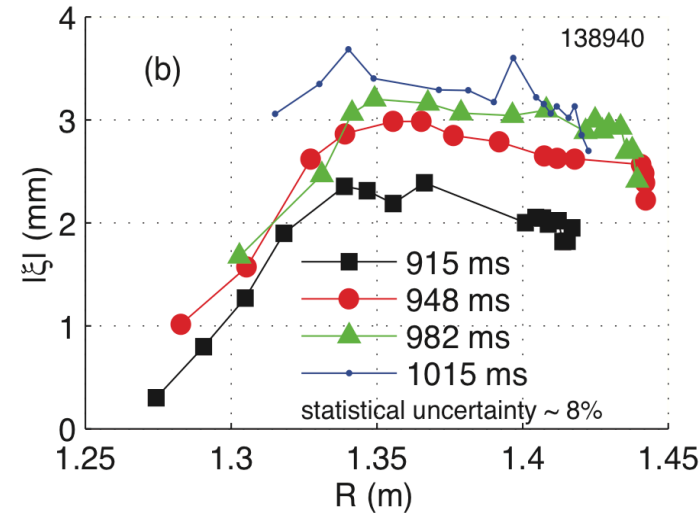 4
138940
(b)
3
|ξ| (mm)
2
915 ms
948 ms
1
982 ms
1015 ms
statistical uncertainty ~ 8%
0
1.25 1.3 1.35 1.4 1.45
R (m)